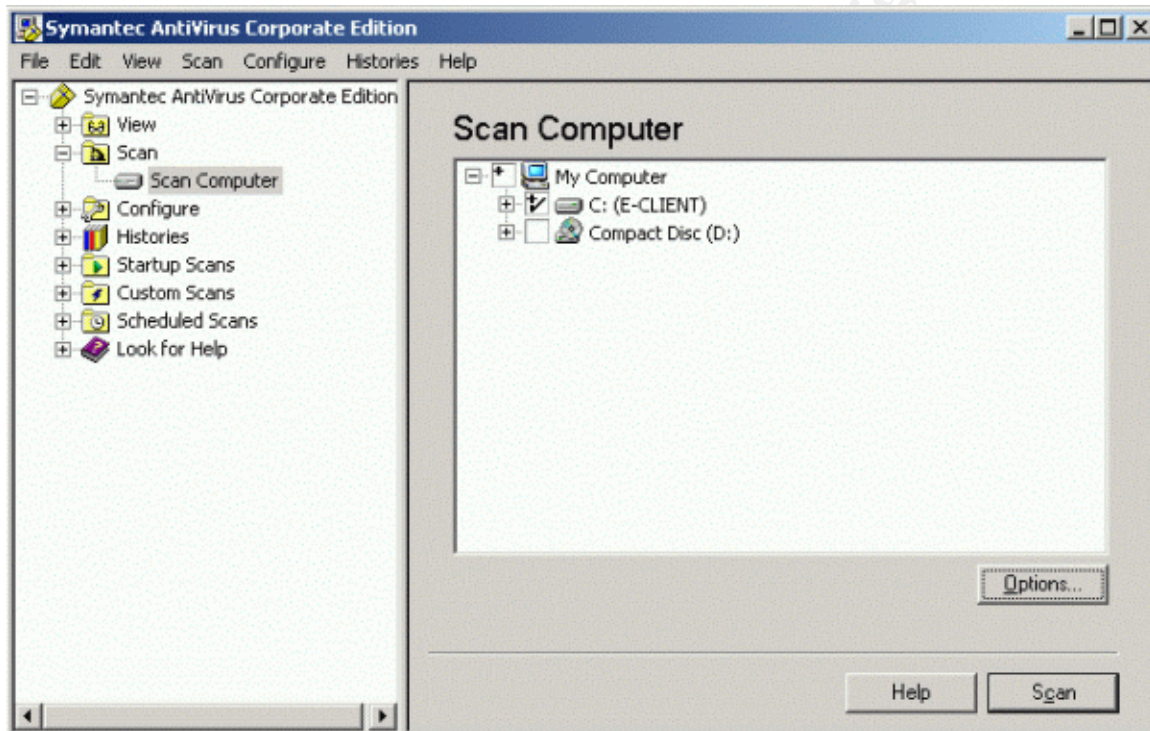 Symantec AntiVirus Corporate Edition
File Edit View Scan Configure Histories Help
Symantec AntiVirus Corporate Edition
View
Scan
Scan Computer
Configure
Histories
Startup Scans
Custom Scans
Scheduled Scans
Look for Help
Scan Computer
My Computer
C: (E-CLIENT)
Compact Disc (D:)
Options...
Help
Scan